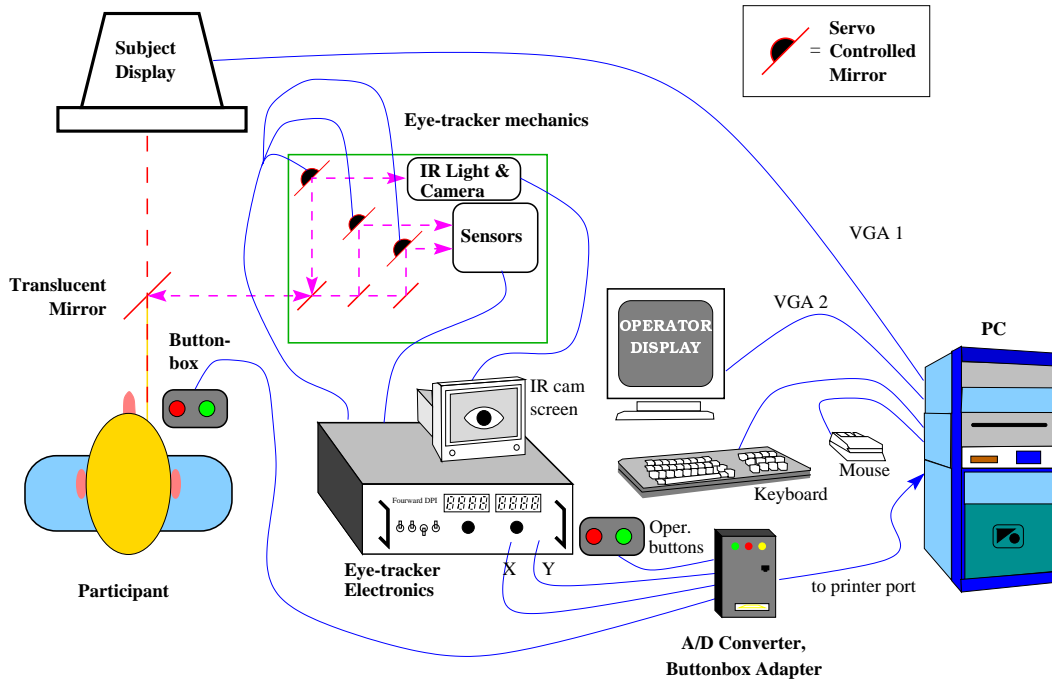 Subject
Display
Servo
= Controlled
Mirror
Eye-tracker mechanics
IR Light &
Camera
Sensors
VGA 1
Translucent
Mirror
VGA 2
Button-
box
OPERATOR
DISPLAY
PC
IR cam
screen
Mouse
Keyboard
Fourward DPI
8888 8888
Oper.
buttons
X Y
Eye-tracker
Electronics
Participant
to printer port
A/D Converter,
Buttonbox Adapter